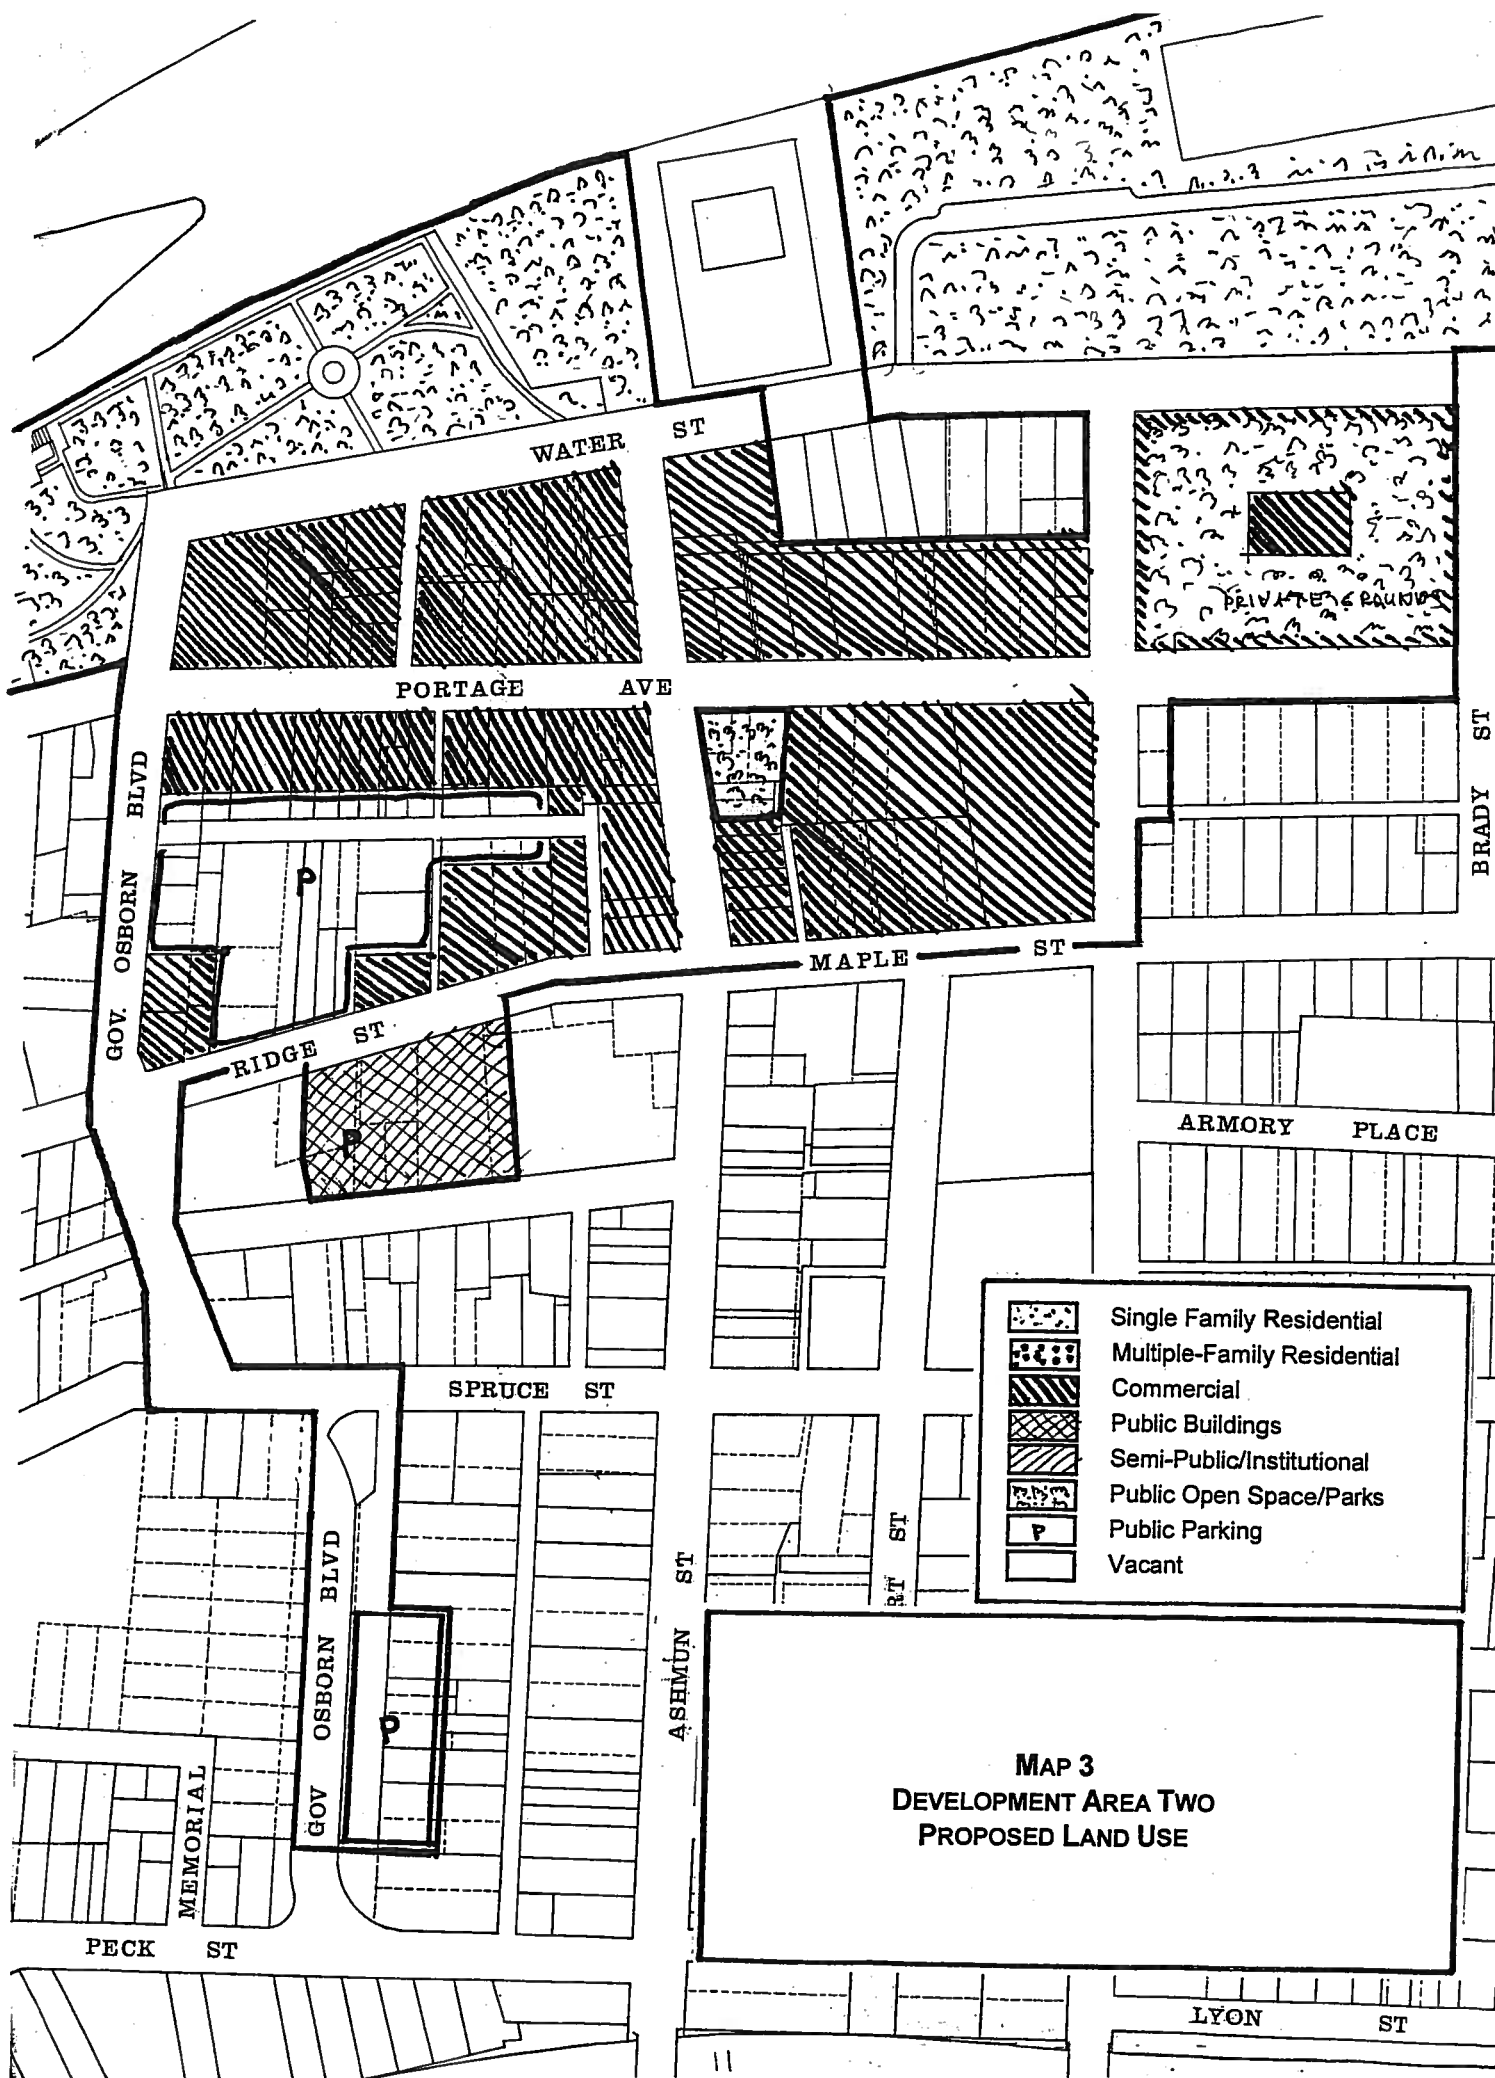 WATER ST
PRIVATE GROUNDS
PORTAGE AVE
GOV. OSBORN BLVD
BRADY ST
P
MAPLE ST
RIDGE ST
P
ARMORY PLACE
Single Family Residential
Multiple-Family Residential
Commercial
Public Buildings
Semi-Public/Institutional
Public Open Space/Parks
P Public Parking
Vacant
SPRUCE ST
RT ST
GOV OSBORN BLVD
ASHMUN ST
P
MAP 3
DEVELOPMENT AREA TWO
PROPOSED LAND USE
MEMORIAL
PECK ST
LYON ST
11